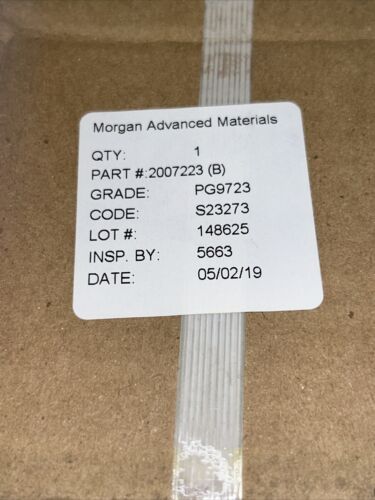 Morgan Advanced Materials
QTY: 1
PART #:2007223 (B)
GRADE: PG9723
CODE: S23273
LOT #: 148625
INSP. BY: 5663
DATE: 05/02/19